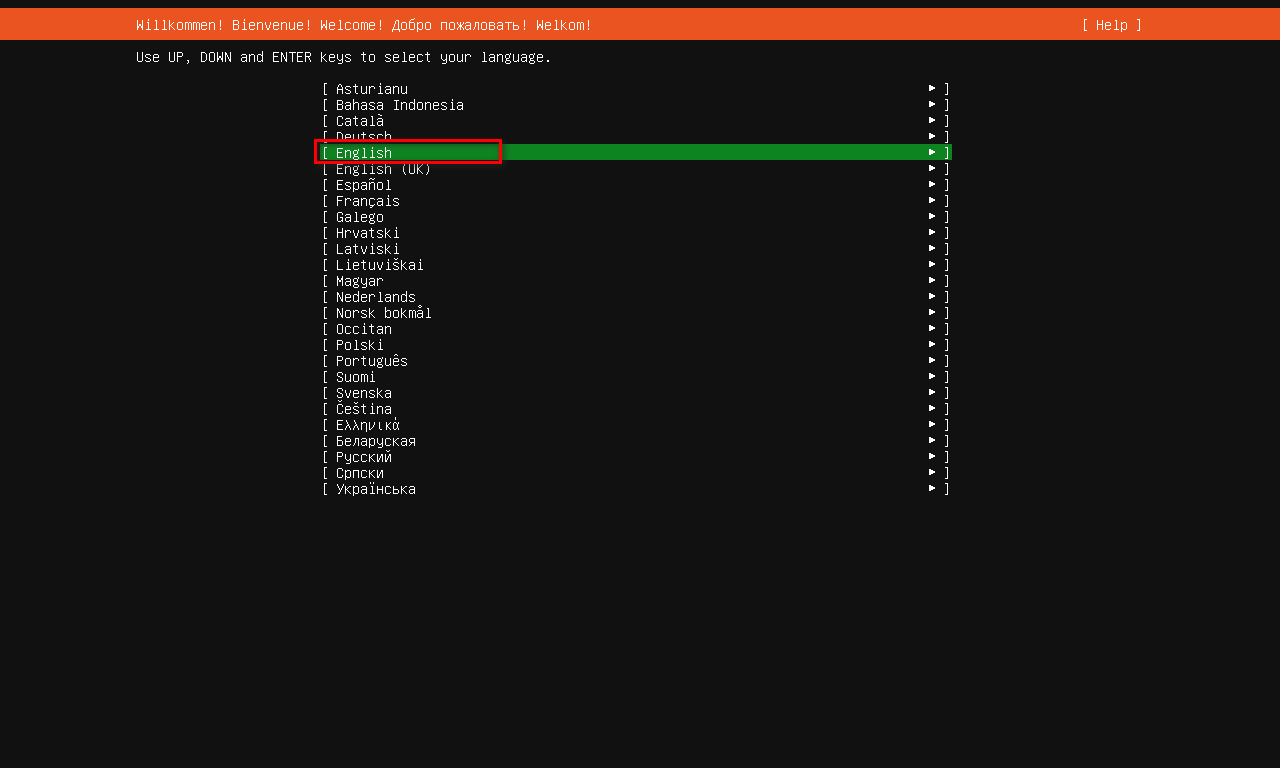 Willkommen! Bienvenue! Welcome! Добро пожаловать! Welkom! [ Help ]
Use UP, DOWN and ENTER keys to select your language.
[ Asturianu ► ]
[ Bahasa Indonesia ► ]
[ Català ► ]
[ Deutsch ► ]
[ English ► ]
[ English (UK) ► ]
[ Español ► ]
[ Français ► ]
[ Galego ► ]
[ Hrvatski ► ]
[ Latviski ► ]
[ Lietuviškai ► ]
[ Magyar ► ]
[ Nederlands ► ]
[ Norsk bokmål ► ]
[ Occitan ► ]
[ Polski ► ]
[ Português ► ]
[ Suomi ► ]
[ Svenska ► ]
[ Čeština ► ]
[ Ελληνικά ► ]
[ Беларуская ► ]
[ Русский ► ]
[ Српски ► ]
[ Українська ► ]